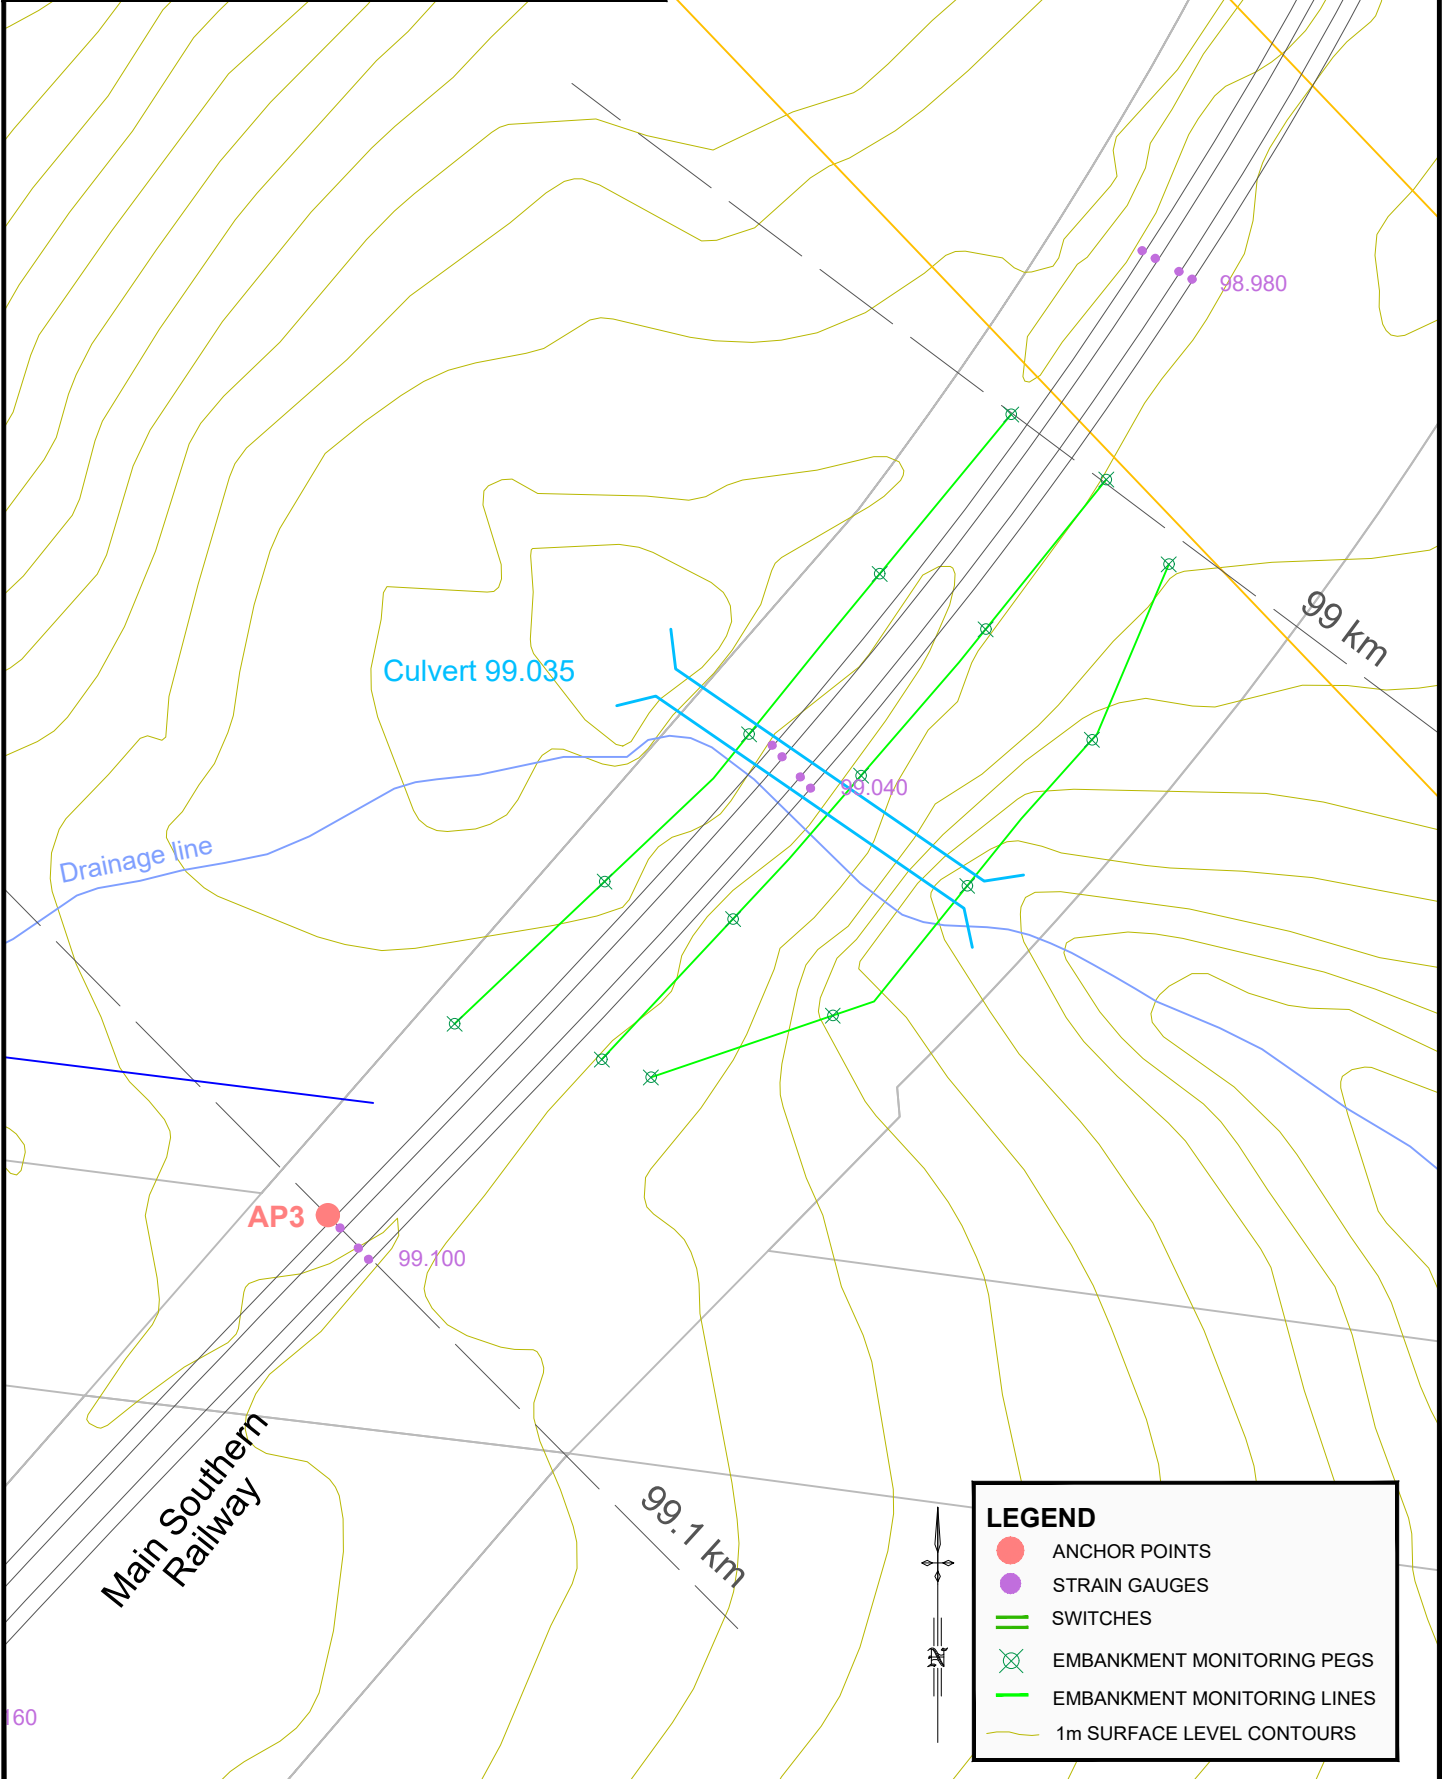 98.980
99 km
Culvert 99.035
99.040
Drainage line
AP3
99.100
Main Southern
Railway
99.1 km
160
N
LEGEND
ANCHOR POINTS
STRAIN GAUGES
SWITCHES
EMBANKMENT MONITORING PEGS
EMBANKMENT MONITORING LINES
1m SURFACE LEVEL CONTOURS